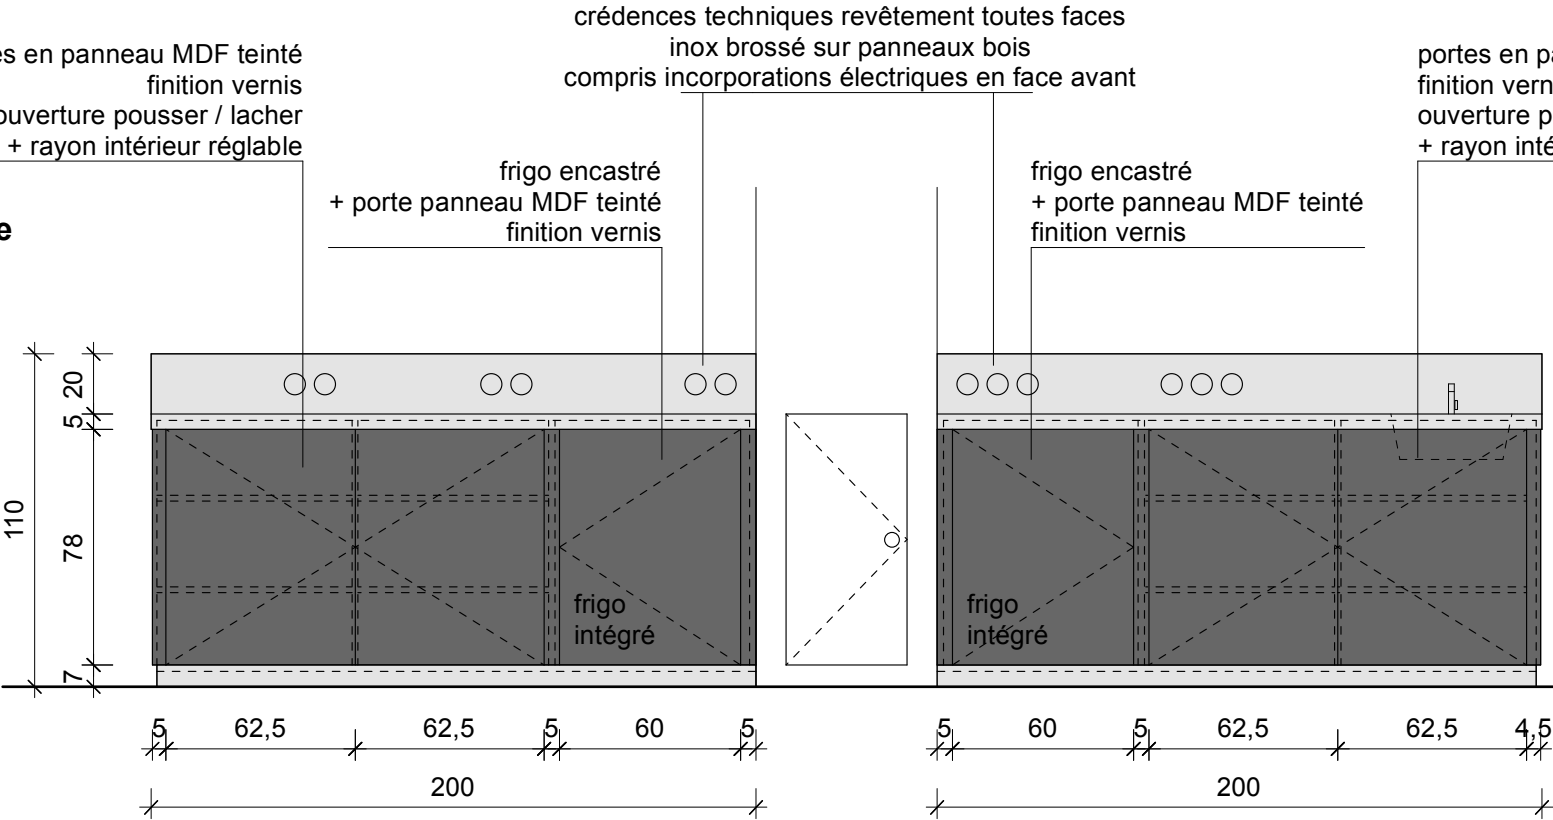 crédences techniques revêtement toutes faces
inox brossé sur panneaux bois
compris incorporations électriques en face avant
es en panneau MDF teinté
finition vernis
ouverture pousser / lacher
+ rayon intérieur réglable
portes en pa
finition vern
ouverture p
+ rayon inté
frigo encastré
+ porte panneau MDF teinté
finition vernis
frigo encastré
+ porte panneau MDF teinté
finition vernis
e
20
5
110
78
7
frigo
intégré
frigo
intégré
5 62,5 62,5 5 60 5
5 60 5 62,5 62,5 4,5
200
200